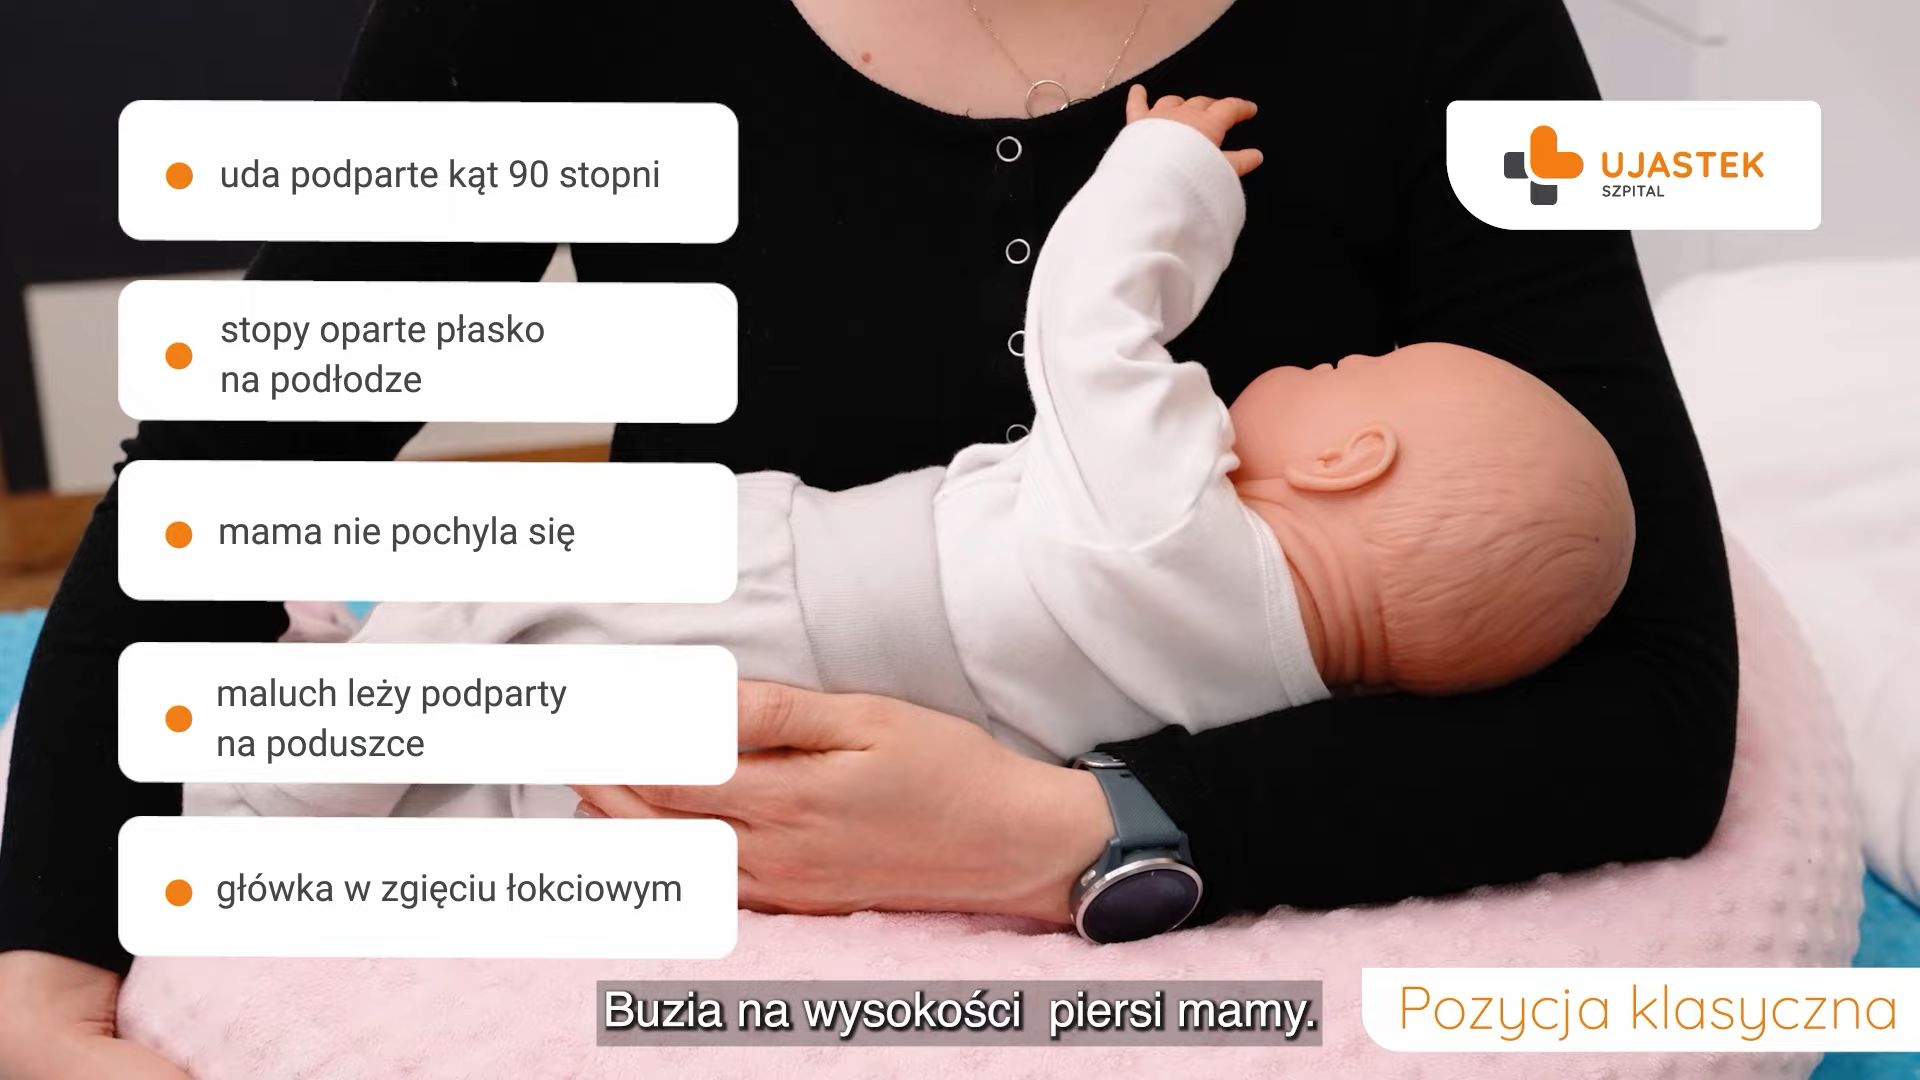 uda podparte kąt 90 stopni
stopy oparte płasko
na podłodze
mama nie pochyla się
maluch leży podparty
na poduszce
główka w zgięciu łokciowym
UJASTEK
SZPITAL
Buzia na wysokości  piersi mamy.
Pozycja klasyczna